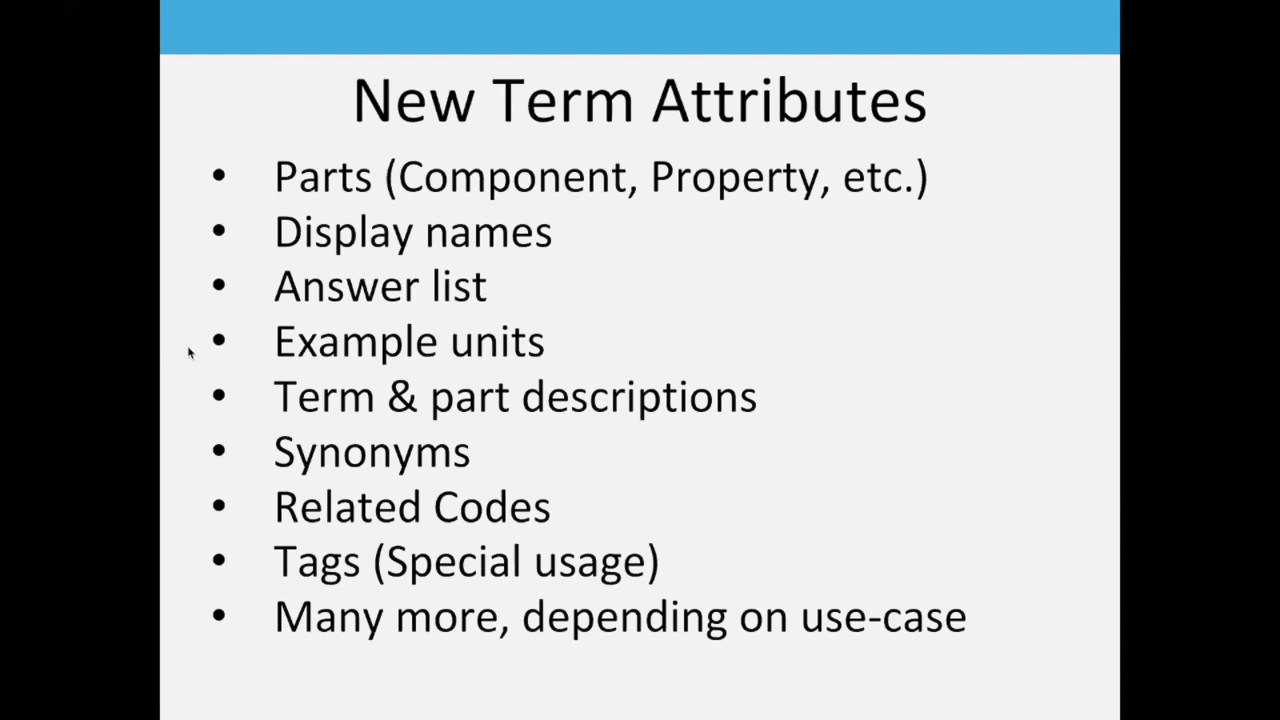 New Term Attributes
• Parts (Component, Property, etc.)
• Display names
• Answer list
• Example units
• Term & part descriptions
• Synonyms
• Related Codes
• Tags (Special usage)
• Many more, depending on use-case